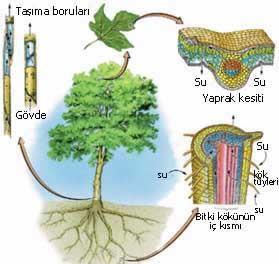 Taşıma boruları
Su
Su
Yaprak kesiti
Gövde
Su
su
kök
tüyleri
su
Bitki kökünün
iç kısmı